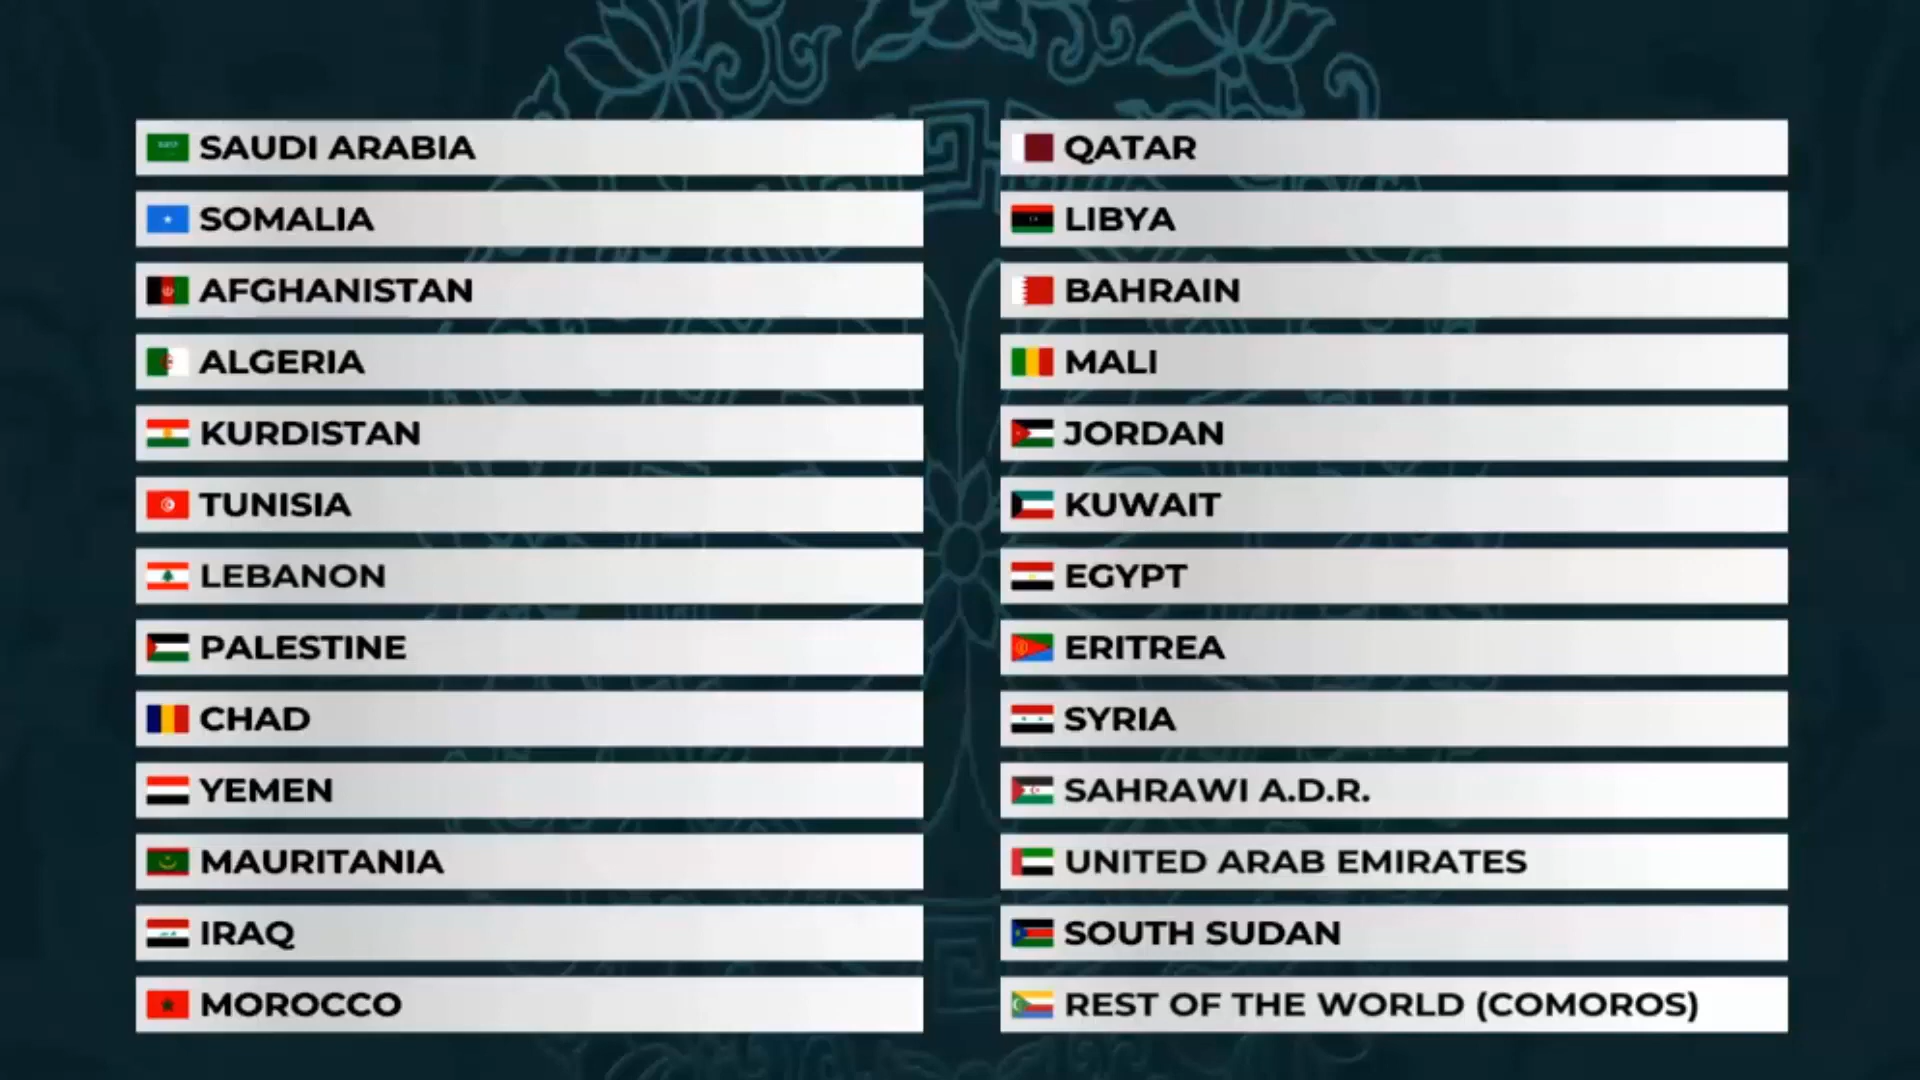 SAUDI ARABIA
SOMALIA
AFGHANISTAN
ALGERIA
KURDISTAN
TUNISIA
LEBANON
PALESTINE
CHAD
YEMEN
MAURITANIA
IRAQ
MOROCCO
QATAR
LIBYA
BAHRAIN
MALI
JORDAN
KUWAIT
EGYPT
ERITREA
SYRIA
SAHRAWI A.D.R.
UNITED ARAB EMIRATES
SOUTH SUDAN
REST OF THE WORLD (COMOROS)